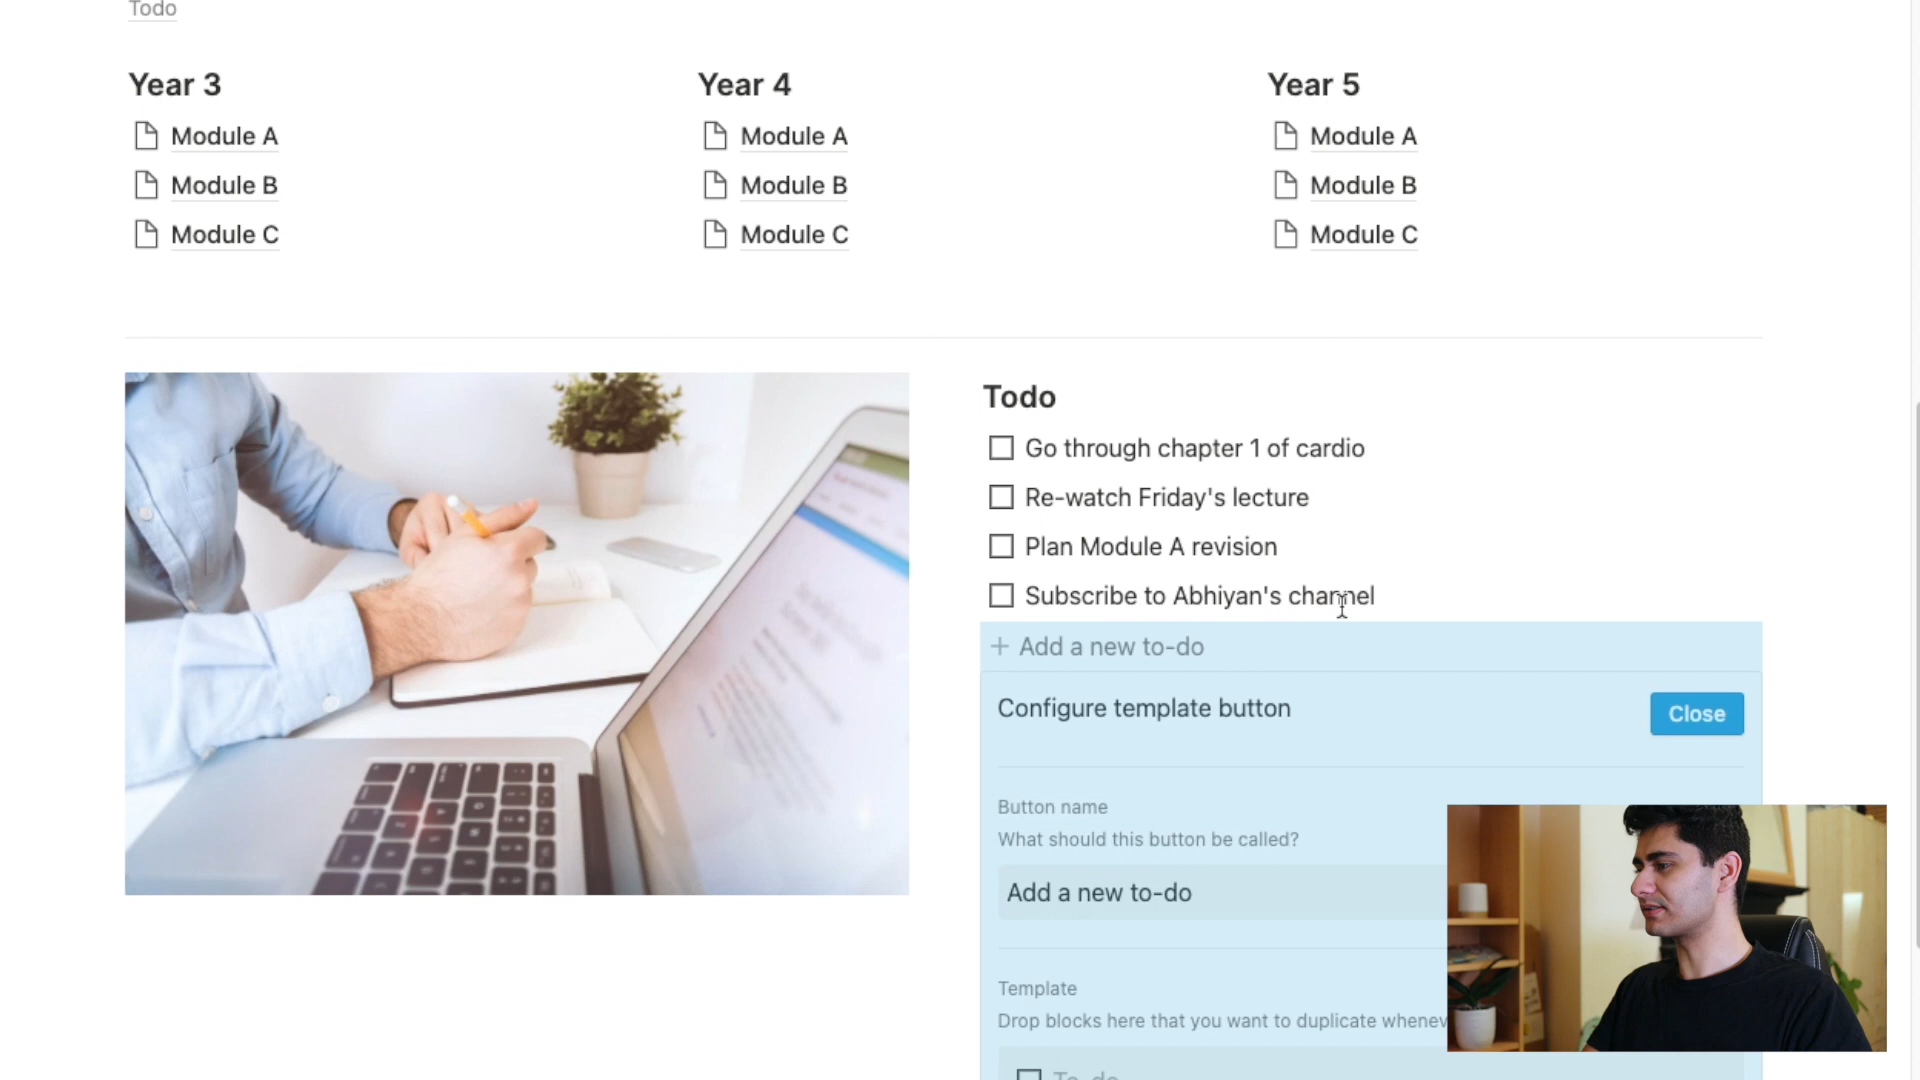 Todo
Year 3
Module A
Module B
Module C
Year 4
Module A
Module B
Module C
Year 5
Module A
Module B
Module C
Todo
Go through chapter 1 of cardio
Re-watch Friday's lecture
Plan Module A revision
Subscribe to Abhiyan's channel
+ Add a new to-do
Configure template button
Close
Button name
What should this button be called?
Add a new to-do
Template
Drop blocks here that you want to duplicate whenev
To-do